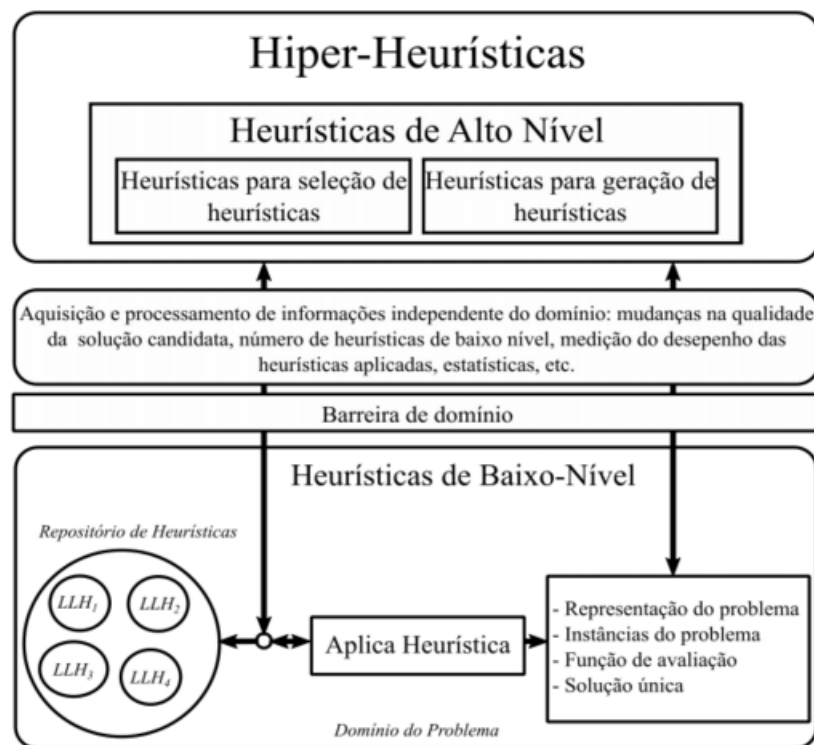 Hiper-Heurísticas
Heurísticas de Alto Nível
Heurísticas para seleção de
heurísticas
Heurísticas para geração de
heurísticas
Aquisição e processamento de informações independente do domínio: mudanças na qualidade
da solução candidata, número de heurísticas de baixo nível, medição do desepenho das
heurísticas aplicadas, estatísticas, etc.
Barreira de domínio
Heurísticas de Baixo-Nível
Repositório de Heurísticas
LLH1
LLH2
LLH3
LLH4
Aplica Heurística
- Representação do problema
- Instâncias do problema
- Função de avaliação
- Solução única
Domínio do Problema